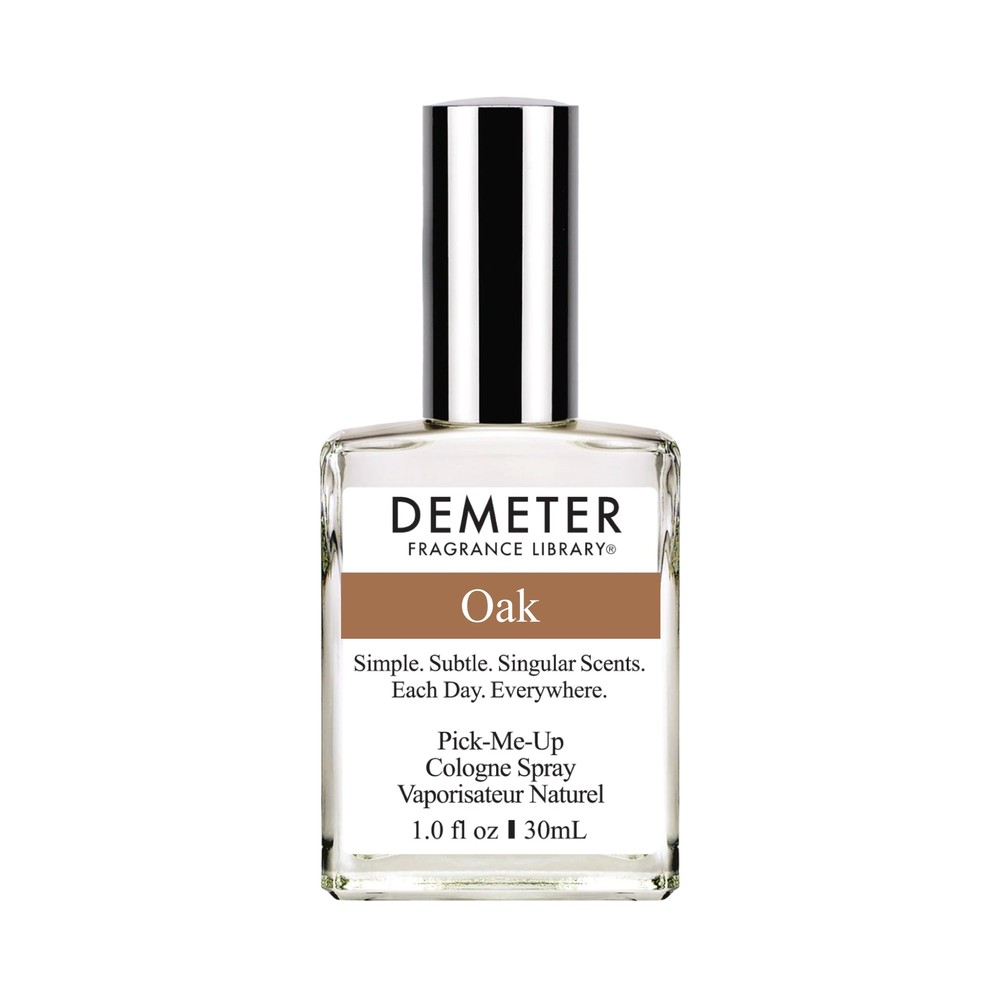 DEMETER
FRAGRANCE LIBRARY®
Oak
Simple. Subtle. Singular Scents.
Each Day. Everywhere.
Pick-Me-Up
Cologne Spray
Vaporisateur Naturel
1.0 fl oz ▌30mL